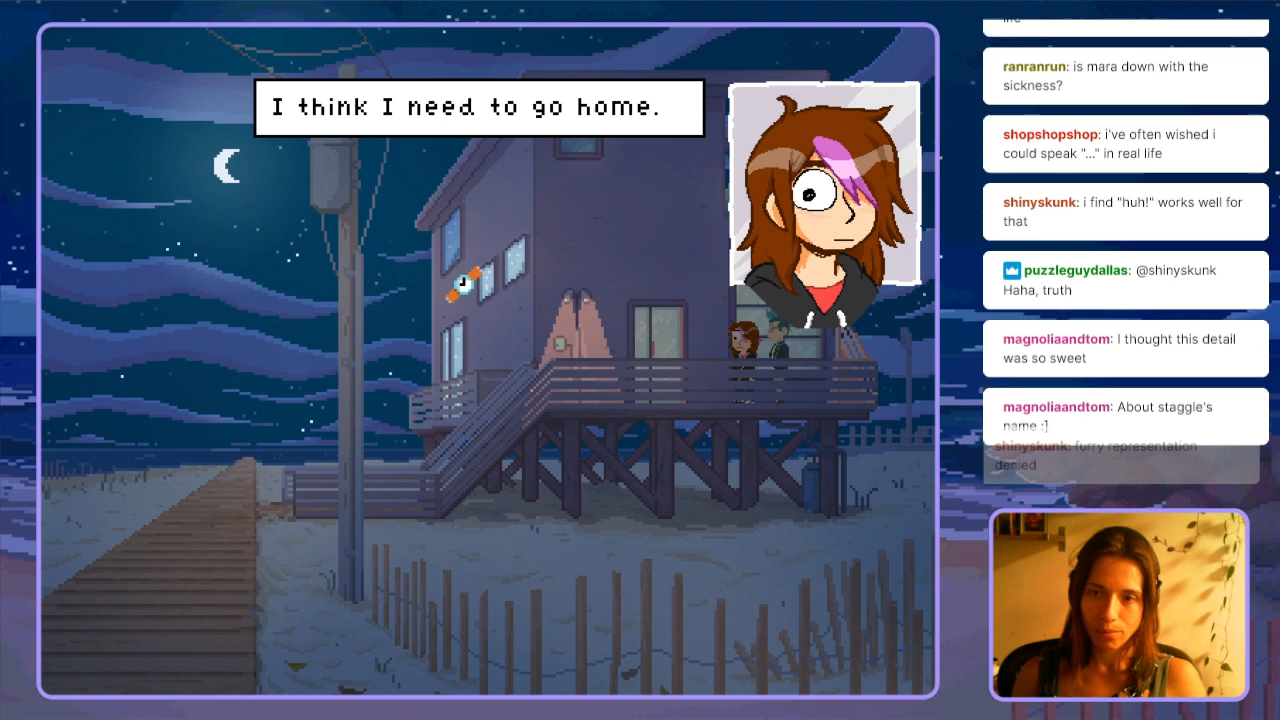 I think I need to go home.
ranranrun: is mara down with the
sickness?
shopshopshop: i've often wished i
could speak "..." in real life
shinyskunk: i find "huh!" works well for
that
puzzleguydallas: @shinyskunk
Haha, truth
magnoliaandtom: I thought this detail
was so sweet
magnoliaandtom: About staggle's
name :]
shinyskunk: furry representation
denied